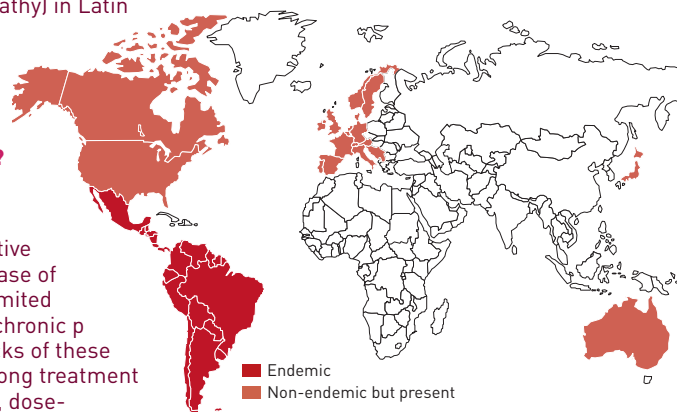 athy) in Latin
?
tive
ase of
mited
chronic p
ks of these
ong treatment
, dose-
Endemic
Non-endemic but present